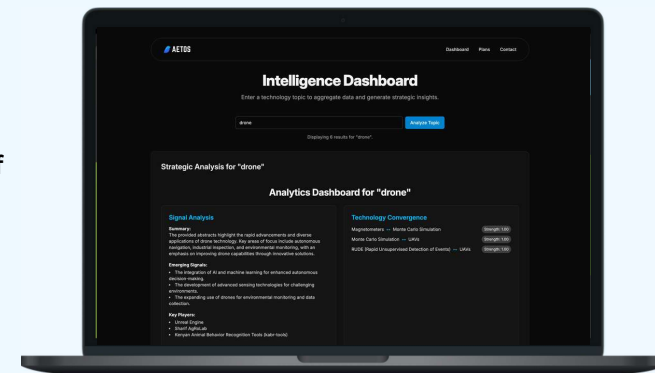 f
AETOS
Dashboard Plans Contact
Intelligence Dashboard
Enter a technology topic to aggregate data and generate strategic insights.
drone
Analyze Topic
Displaying 6 results for "drone".
Strategic Analysis for "drone"
Analytics Dashboard for "drone"
Signal Analysis
Summary:
The provided abstracts highlight the rapid advancements and diverse
applications of drone technology. Key areas of focus include autonomous
navigation, industrial inspection, and environmental monitoring, with an
emphasis on improving drone capabilities through innovative solutions.
Emerging Signals:
• The integration of AI and machine learning for enhanced autonomous
decision-making.
• The development of advanced sensing technologies for challenging
environments.
• The expanding use of drones for environmental monitoring and data
collection.
Key Players:
• Unreal Engine
• Sharif AgRoLab
• Kenyan Animal Behavior Recognition Tools (kabr-tools)
Technology Convergence
Magnetometers — Monte Carlo Simulation Strength: 1.00
Monte Carlo Simulation — UAVs Strength: 1.00
RUDE (Rapid Unsupervised Detection of Events) — UAVs Strength: 1.00